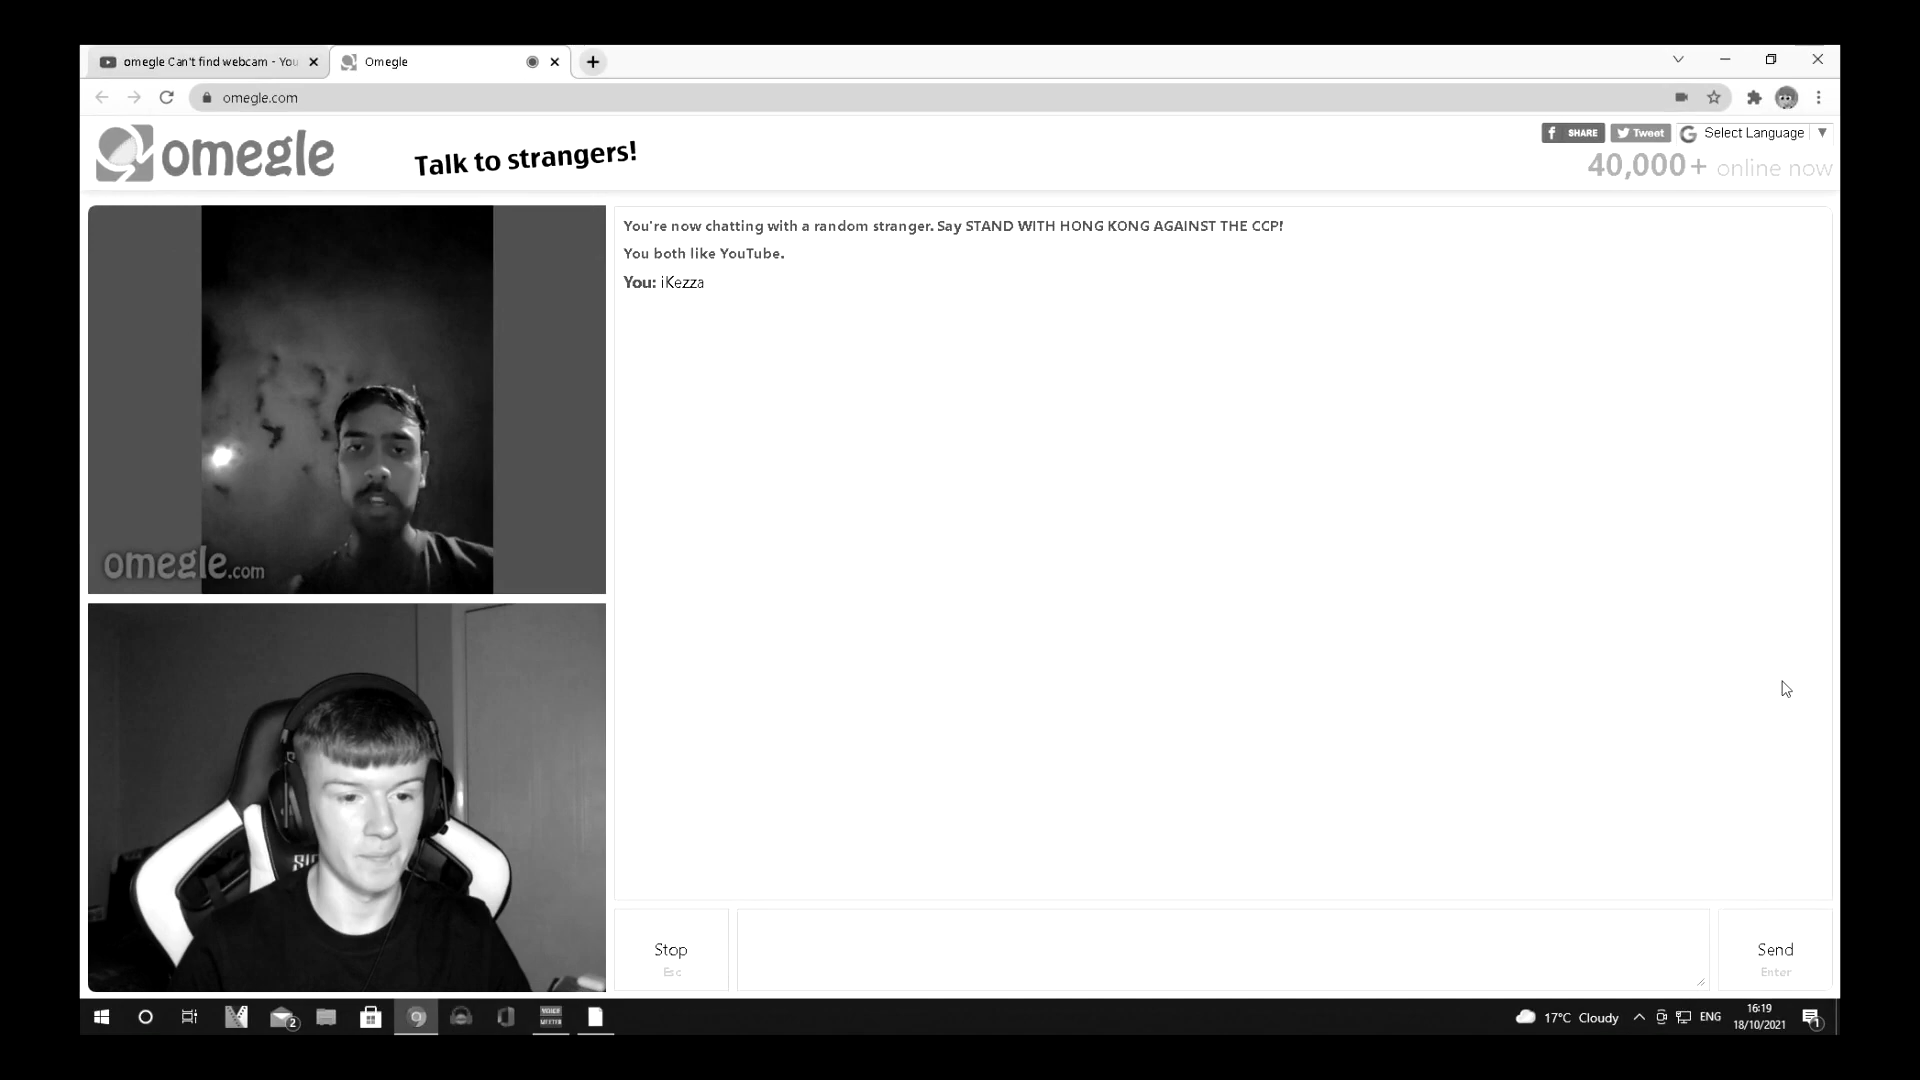 omegle Can't find webcam - You
Omegle
omegle.com
omegle
Talk to strangers!
SHARE
Tweet
Select Language
40,000+ online now
You're now chatting with a random stranger. Say STAND WITH HONG KONG AGAINST THE CCP!
You both like YouTube.
You: iKezza
omegle.com
Stop
Esc
Send
Enter
2
17°C Cloudy
ENG
16:19
18/10/2021
1